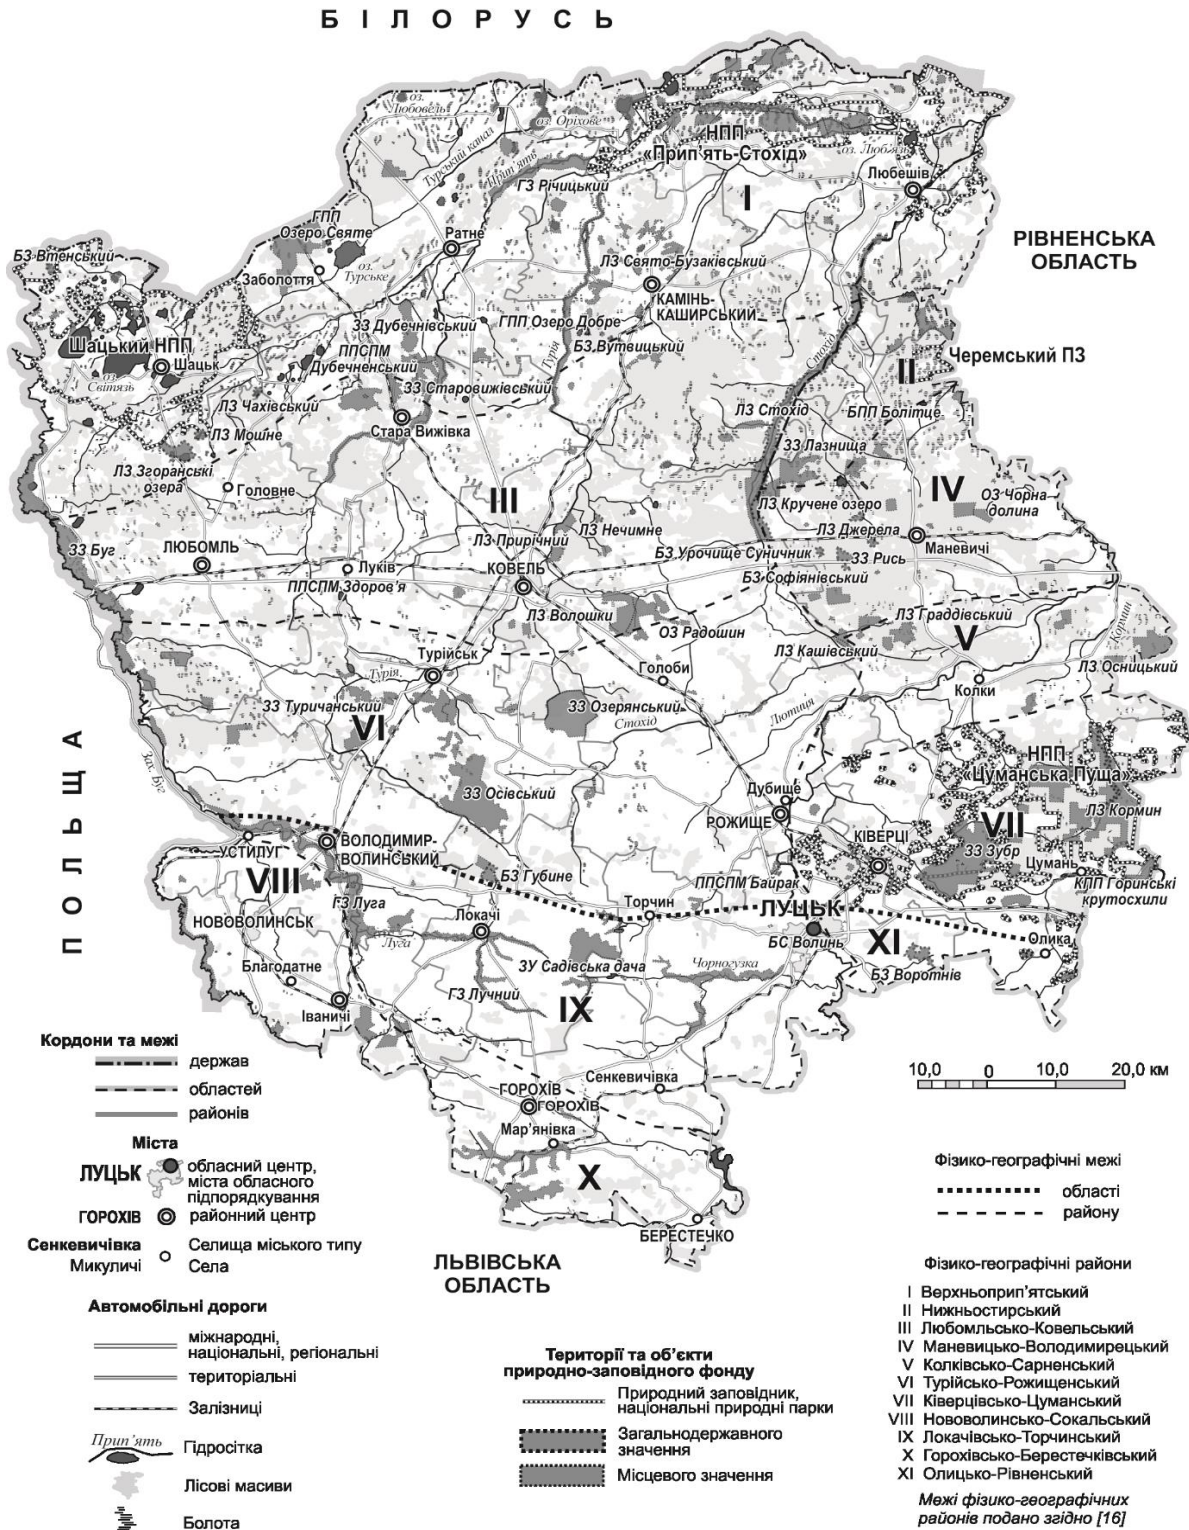 БІЛОРУСЬ
оз. Любовель
оз. Оріхове
Турський канал
Прип'ять
НПП
«Прип'ять-Стохід»
оз. Люб'язь
Любешів
ГЗ Річицький
I
РІВНЕНСЬКА
ОБЛАСТЬ
ГПП
Озеро Святе
Ратне
оз. Турське
Заболоття
БЗ Втенський
ЛЗ Свято-Бузаківський
КАМІНЬ-
КАШИРСЬКИЙ
ЗЗ Дубечнівський
ГПП Озеро Добре
Турія
БЗ Вутвицький
Стохід
Шацький НПП
Шацьк
оз. Світязь
ППСПМ
Дубечненський
ЗЗ Старовижівський
II
Черемський ПЗ
ЛЗ Чахівський
ЛЗ Мошне
Стара Вижівка
ЛЗ Стохід
БПП Болітце
ЗЗ Лазнища
ЛЗ Згоранські
озера
Головне
III
IV
ОЗ Чорна
долина
ЛЗ Кручене озеро
ЛЗ Нечимне
ЛЗ Джерела
Маневичі
ЗЗ Буг
ЛЮБОМЛЬ
ЛЗ Прирічний
КОВЕЛЬ
БЗ Урочище Суничник
ЗЗ Рись
Луків
ППСПМ Здоров'я
БЗ Софіянівський
ЛЗ Волошки
ОЗ Радошин
ЛЗ Граддівський
V
Кормин
Турійськ
Турія
Голоби
ЛЗ Кашівський
Колки
ЛЗ Осницький
ЗЗ Туричанський
VI
ЗЗ Озерянський
Стохід
ПОЛЬЩА
Зах. Буг
НПП
«Цуманська Пуща»
ЗЗ Осівський
Дубище
РОЖИЩЕ
ЛЗ Кормин
VII
ЗЗ Зубр
КІВЕРЦІ
Цумань
УСТИЛУГ
ВОЛОДИМИР-
ВОЛИНСЬКИЙ
VIII
БЗ Губине
ППСПМ Байрак
КПП Горинські
крутосхили
ГЗ Луга
Торчин
ЛУЦЬК
НОВОВОЛИНСЬК
Локачі
Луга
БС Волинь
XI
Олика
ЗУ Садівська дача
Чорногузка
БЗ Воротнів
Благодатне
ГЗ Лучний
IX
Іваничі
Сенкевичівка
ГОРОХІВ
ГОРОХІВ
Мар'янівка
X
БЕРЕСТЕЧКО
ЛЬВІВСЬКА
ОБЛАСТЬ
10,0 0 10,0 20,0 км
Кордони та межі
держав
областей
районів
Міста
ЛУЦЬК обласний центр,
міста обласного
підпорядкування
ГОРОХІВ районний центр
Сенкевичівка Селища міського типу
Микуличі Села
Автомобільні дороги
міжнародні,
національні, регіональні
територіальні
Залізниці
Прип'ять Гідросітка
Лісові масиви
Болота
Території та об'єкти
природно-заповідного фонду
Природний заповідник,
національні природні парки
Загальнодержавного
значення
Місцевого значення
Фізико-географічні межі
області
району
Фізико-географічні райони
I Верхньоприп'ятський
II Нижньостирський
III Любомльсько-Ковельський
IV Маневицько-Володимирецький
V Колківсько-Сарненський
VI Турійсько-Рожищенський
VII Ківерцівсько-Цуманський
VIII Нововолинсько-Сокальський
IX Локачівсько-Торчинський
X Горохівсько-Берестечківський
XI Олицько-Рівненський
Межі фізико-географічних
районів подано згідно [16]